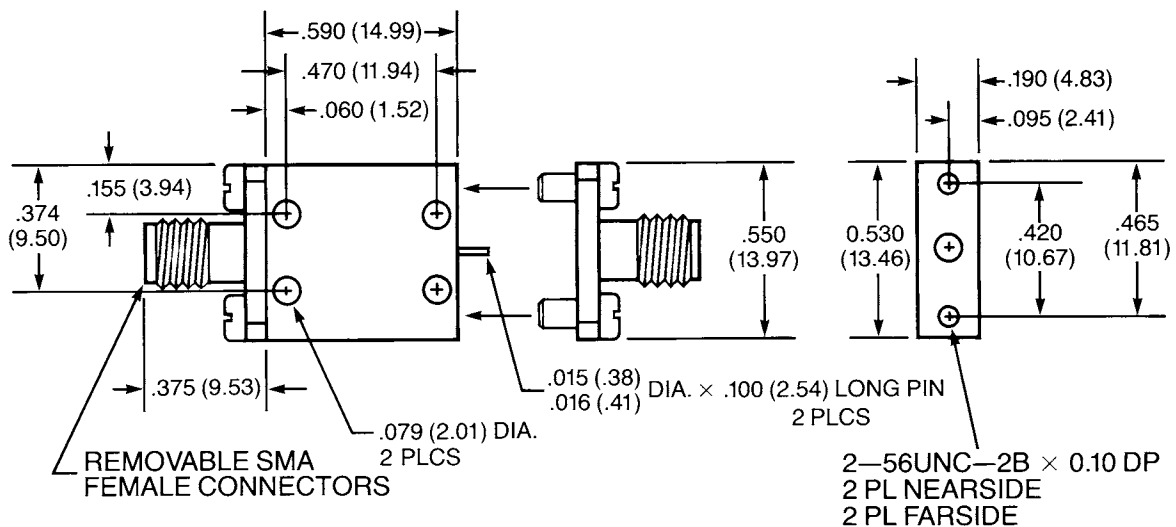 .590 (14.99)
.470 (11.94)
.060 (1.52)
.190 (4.83)
.095 (2.41)
.155 (3.94)
.374
(9.50)
.550
(13.97)
0.530
(13.46)
.420
(10.67)
.465
(11.81)
.375 (9.53)
.015 (.38)
.016 (.41)
DIA. × .100 (2.54) LONG PIN
2 PLCS
.079 (2.01) DIA.
2 PLCS
REMOVABLE SMA
FEMALE CONNECTORS
2—56UNC—2B × 0.10 DP
2 PL NEARSIDE
2 PL FARSIDE